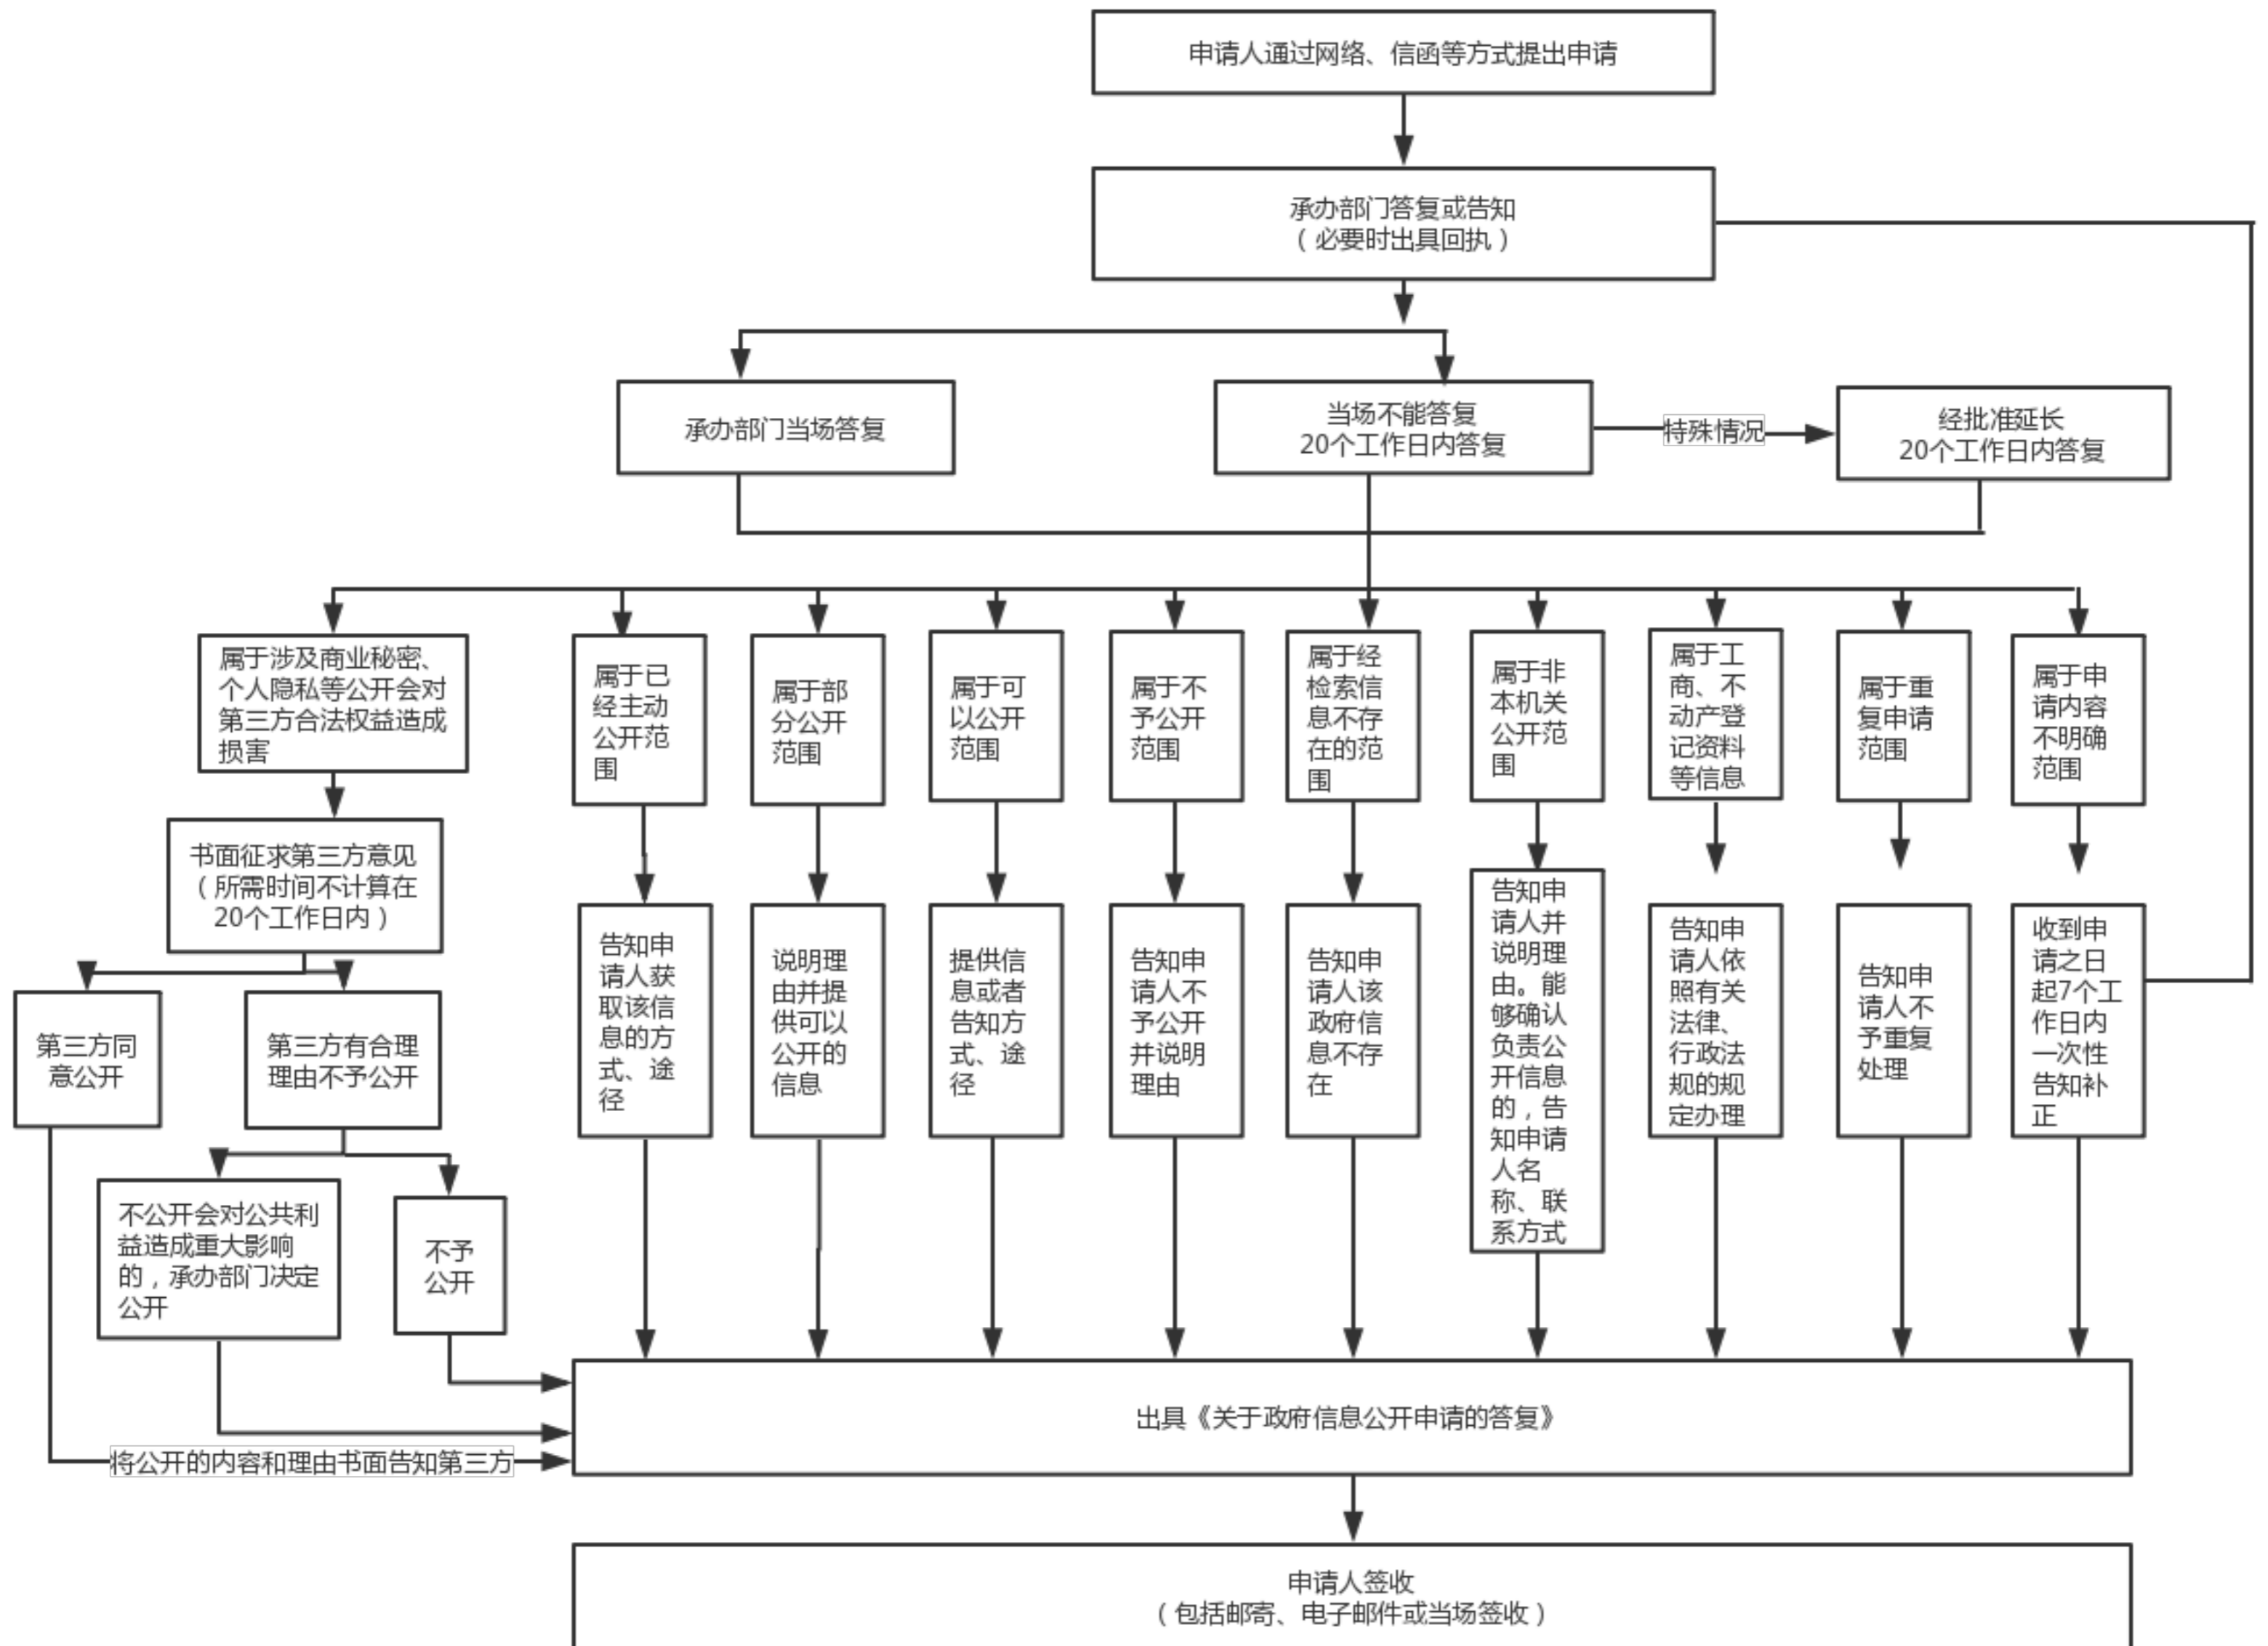 申请人通过网络、信函等方式提出申请
承办部门答复或告知
（必要时出具回执）
承办部门当场答复
当场不能答复
20个工作日内答复
特殊情况
经批准延长
20个工作日内答复
属于涉及商业秘密、
个人隐私等公开会对
第三方合法权益造成
损害
属于已
经主动
公开范
围
属于部
分公开
范围
属于可
以公开
范围
属于不
予公开
范围
属于经
检索信
息不存
在的范
围
属于非
本机关
公开范
围
属于工
商、不
动产登
记资料
等信息
属于重
复申请
范围
属于申
请内容
不明确
范围
书面征求第三方意见
（所需时间不计算在
20个工作日内）
第三方同
意公开
第三方有合理
理由不予公开
不公开会对公共利
益造成重大影响
的，承办部门决定
公开
不予
公开
告知申
请人获
取该信
息的方
式、途
径
说明理
由并提
供可以
公开的
信息
提供信
息或者
告知方
式、途
径
告知申
请人不
予公开
并说明
理由
告知申
请人该
政府信
息不存
在
告知申
请人并
说明理
由。能
够确认
负责公
开信息
的，告
知申请
人名
称、联
系方式
告知申
请人依
照有关
法律、
行政法
规的规
定办理
告知申
请人不
予重复
处理
收到申
请之日
起7个工
作日内
一次性
告知补
正
将公开的内容和理由书面告知第三方
出具《关于政府信息公开申请的答复》
申请人签收
（包括邮寄、电子邮件或当场签收）